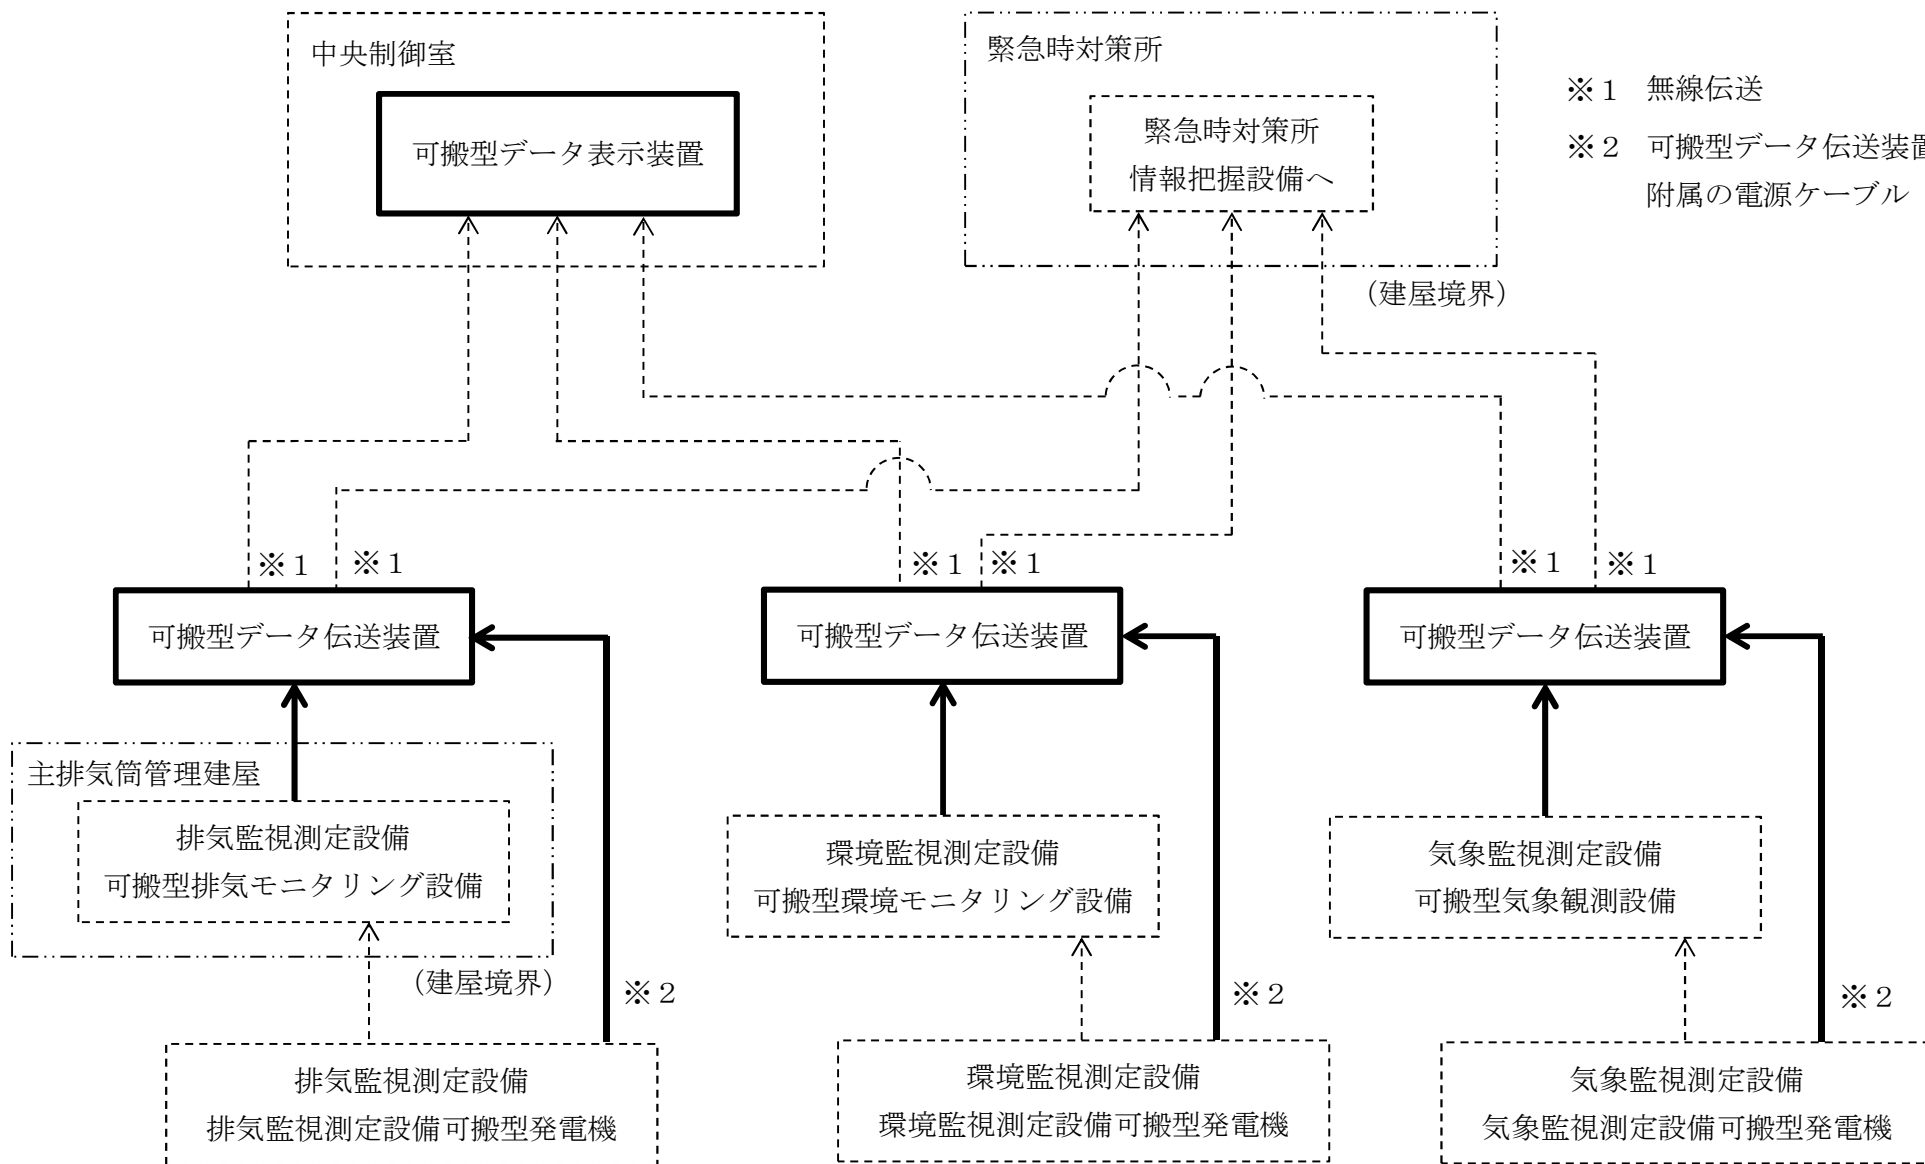 中央制御室
可搬型データ表示装置
緊急時対策所
緊急時対策所
情報把握設備へ
※1 無線伝送
※2 可搬型データ伝送装置
附属の電源ケーブル
(建屋境界)
※1
※1
※1
※1
※1
※1
可搬型データ伝送装置
可搬型データ伝送装置
可搬型データ伝送装置
主排気筒管理建屋
排気監視測定設備
可搬型排気モニタリング設備
環境監視測定設備
可搬型環境モニタリング設備
気象監視測定設備
可搬型気象観測設備
(建屋境界)
※2
※2
※2
排気監視測定設備
排気監視測定設備可搬型発電機
環境監視測定設備
環境監視測定設備可搬型発電機
気象監視測定設備
気象監視測定設備可搬型発電機